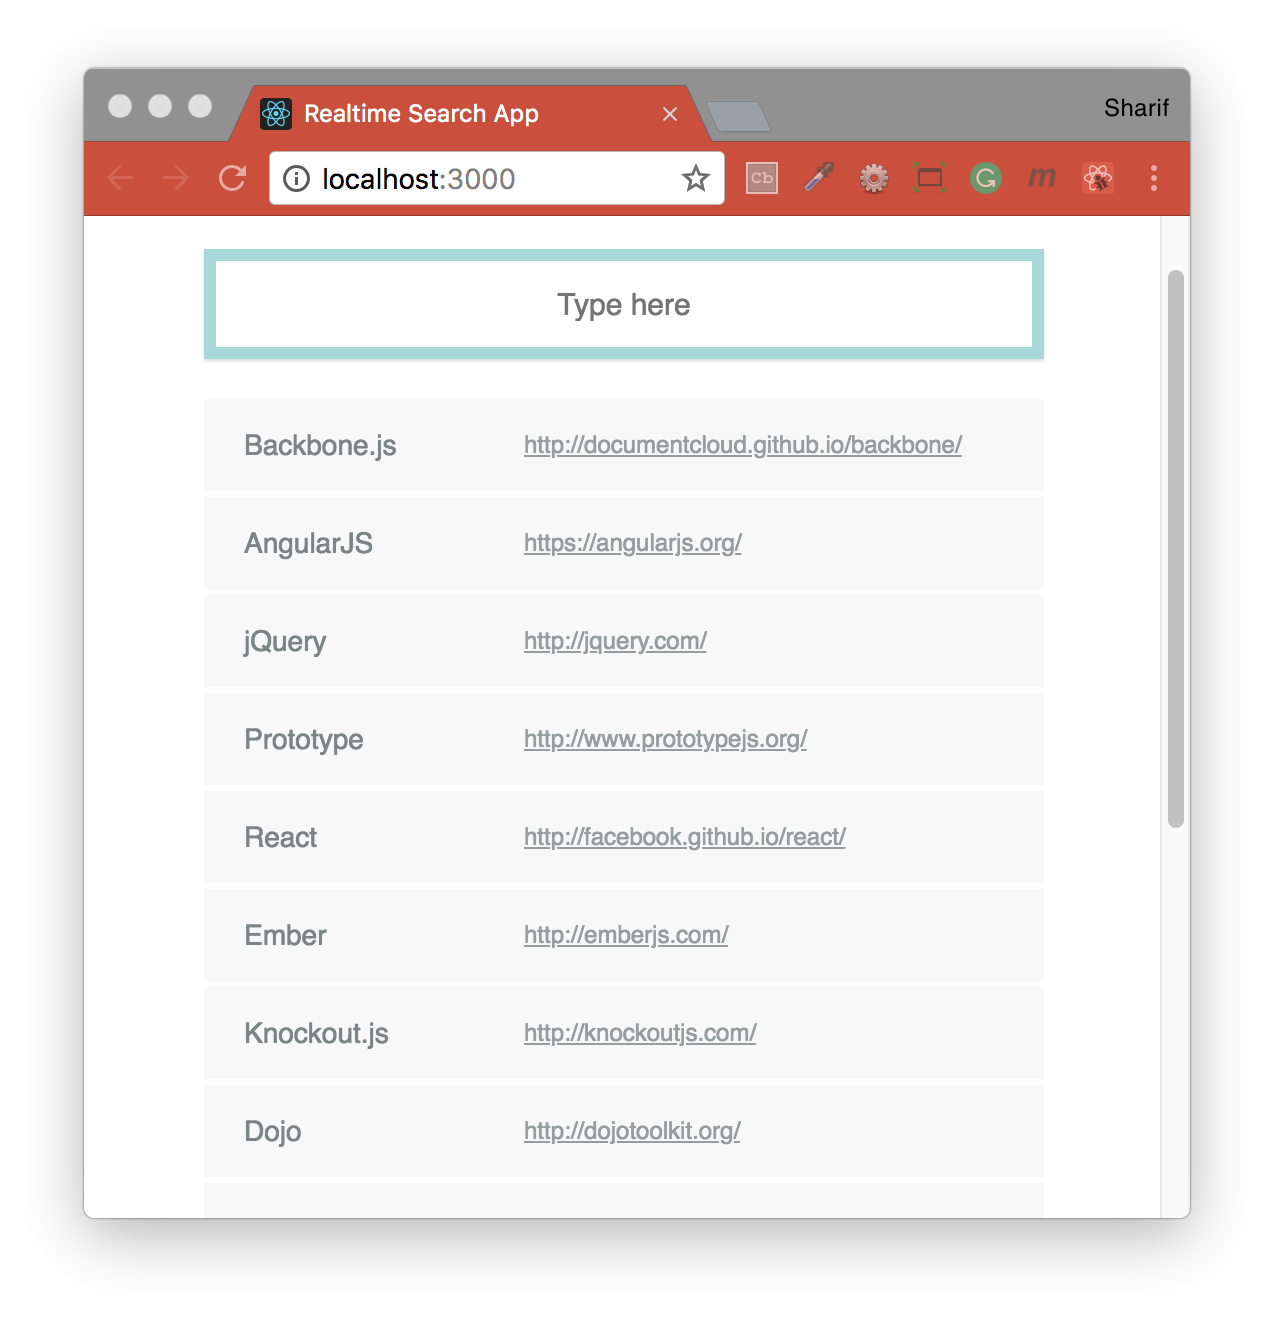 Realtime Search App
Sharif
localhost:3000
Cb
G
m
Type here
Backbone.js http://documentcloud.github.io/backbone/
AngularJS https://angularjs.org/
jQuery http://jquery.com/
Prototype http://www.prototypejs.org/
React http://facebook.github.io/react/
Ember http://emberjs.com/
Knockout.js http://knockoutjs.com/
Dojo http://dojotoolkit.org/